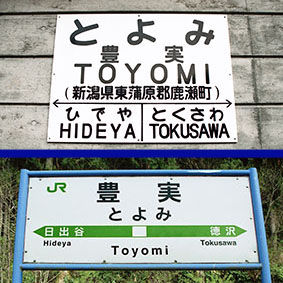 とよみ
豊実
TOYOMI
(新潟県東蒲原郡鹿瀬町)
ひでや とくさわ
HIDEYA TOKUSAWA
JR
豊実
とよみ
日出谷 徳沢
Hideya Tokusawa
Toyomi